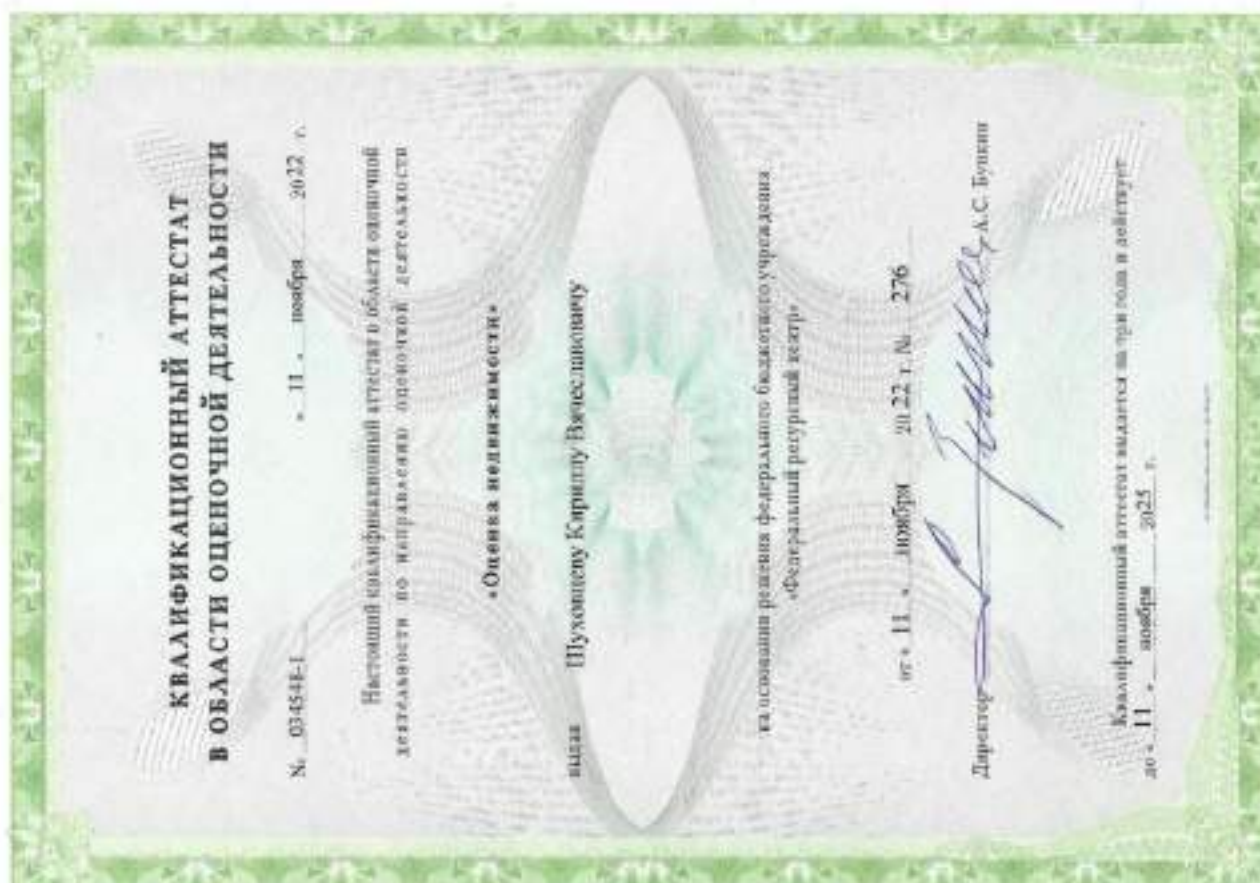 КВАЛИФИКАЦИОННЫЙ АТТЕСТАТ
В ОБЛАСТИ ОЦЕНОЧНОЙ ДЕЯТЕЛЬНОСТИ
№ 034548-1 « 11 » ноября 2022 г.
Настоящий квалификационный аттестат в области оценочной
деятельности по направлению оценочной деятельности
«Оценка недвижимости»
выдан Шуховцеву Кириллу Вячеславовичу
на основании решения федерального бюджетного учреждения
«Федеральный ресурсный центр»
от « 11 » ноября 20 22 г. № 276
Директор А.С. Бункин
Квалификационный аттестат выдается на три года и действует
до « 11 » ноября 2025 г.